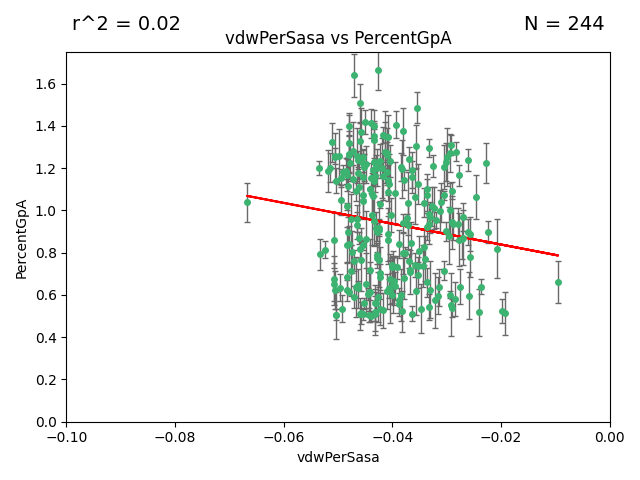 r^2 = 0.02
N = 244
vdwPerSasa vs PercentGpA
PercentGpA
1.6
1.4
1.2
1.0
0.8
0.6
0.4
0.2
0.0
−0.10 −0.08 −0.06 −0.04 −0.02 0.00
vdwPerSasa